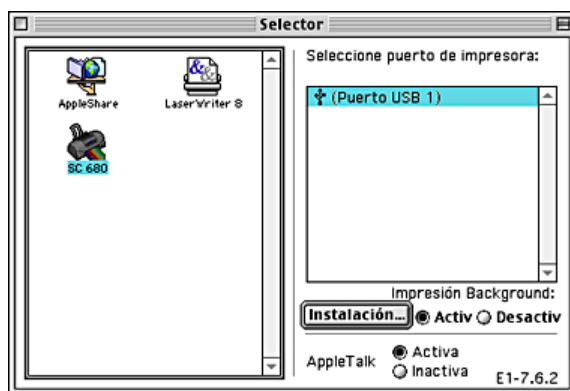 Selector
AppleShare
LaserWriter 8
SC 680
Seleccione puerto de impresora:
(Puerto USB 1)
Impresión Background:
Instalación...
Activ
Desactiv
AppleTalk
Activa
Inactiva
E1-7.6.2